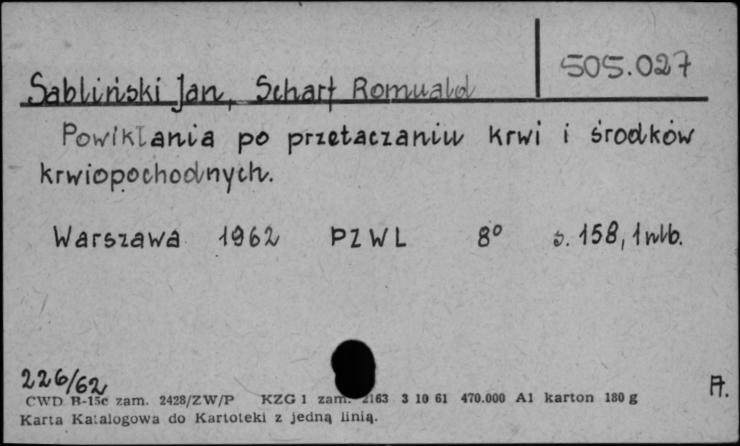 505.027
Sabliński Jan, Scharf Romuald
Powikłania po przetaczaniu krwi i środków
krwiopochodnych.
Warszawa 1962 PZWL 8° s. 158, 1 nlb.
226/62
A.
CWD B-15c zam. 2428/ZW/P KZG 1 zam. 2163 3 10 61 470.000 A1 karton 180 g
Karta Katalogowa do Kartoteki z jedną linią.